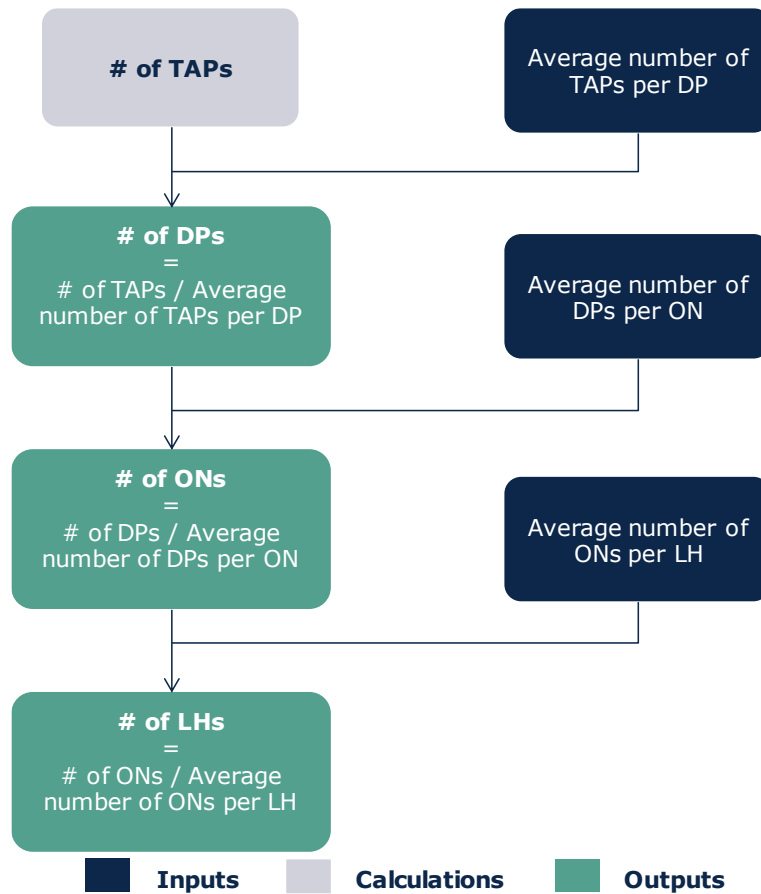 # of TAPs
Average number of
TAPs per DP
# of DPs
=
# of TAPs / Average
number of TAPs per DP
Average number of
DPs per ON
# of ONs
=
# of DPs / Average
number of DPs per ON
Average number of
ONs per LH
# of LHs
=
# of ONs / Average
number of ONs per LH
Inputs
Calculations
Outputs